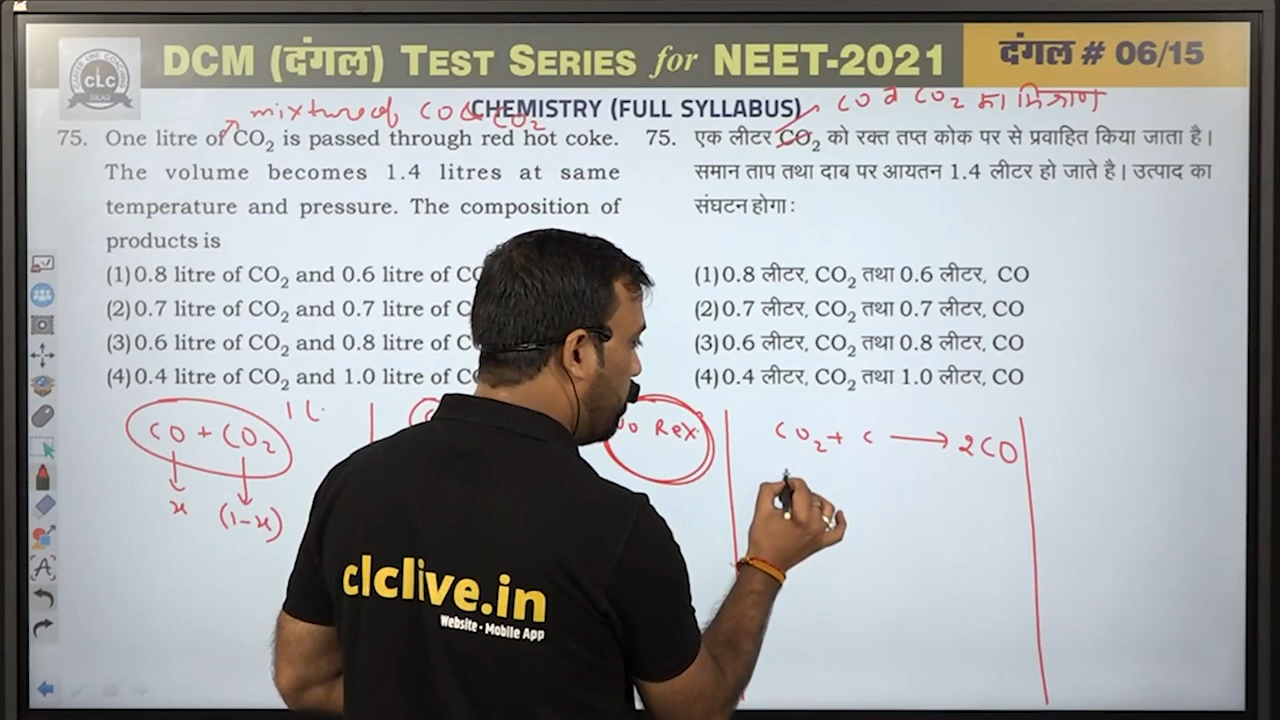 DCM (दंगल) TEST SERIES for NEET-2021
दंगल # 06/15
CLC
SIKAR
CHEMISTRY (FULL SYLLABUS)
mixture of CO & CO2
CO व CO2 का मिश्रण
75. One litre of CO2 is passed through red hot coke.
The volume becomes 1.4 litres at same
temperature and pressure. The composition of
products is
(1) 0.8 litre of CO2 and 0.6 litre of
(2) 0.7 litre of CO2 and 0.7 litre of
(3) 0.6 litre of CO2 and 0.8 litre of
(4) 0.4 litre of CO2 and 1.0 litre of
75. एक लीटर CO2 को रक्त तप्त कोक पर से प्रवाहित किया जाता है।
समान ताप तथा दाब पर आयतन 1.4 लीटर हो जाते है। उत्पाद का
संघटन होगा :
(1) 0.8 लीटर, CO2 तथा 0.6 लीटर, CO
(2) 0.7 लीटर, CO2 तथा 0.7 लीटर, CO
(3) 0.6 लीटर, CO2 तथा 0.8 लीटर, CO
(4) 0.4 लीटर, CO2 तथा 1.0 लीटर, CO
CO + CO2 1 L
x (1-x)
Rex.
CO2 + C → 2CO
clclive.in
Website • Mobile App